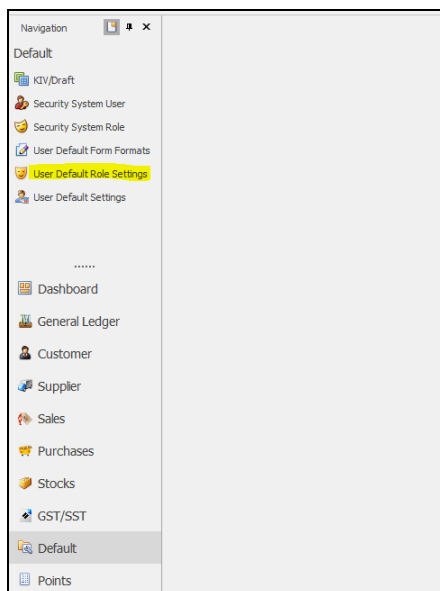 Navigation
Default
KIV/Draft
Security System User
Security System Role
User Default Form Formats
User Default Role Settings
User Default Settings
......
Dashboard
General Ledger
Customer
Supplier
Sales
Purchases
Stocks
GST/SST
Default
Points